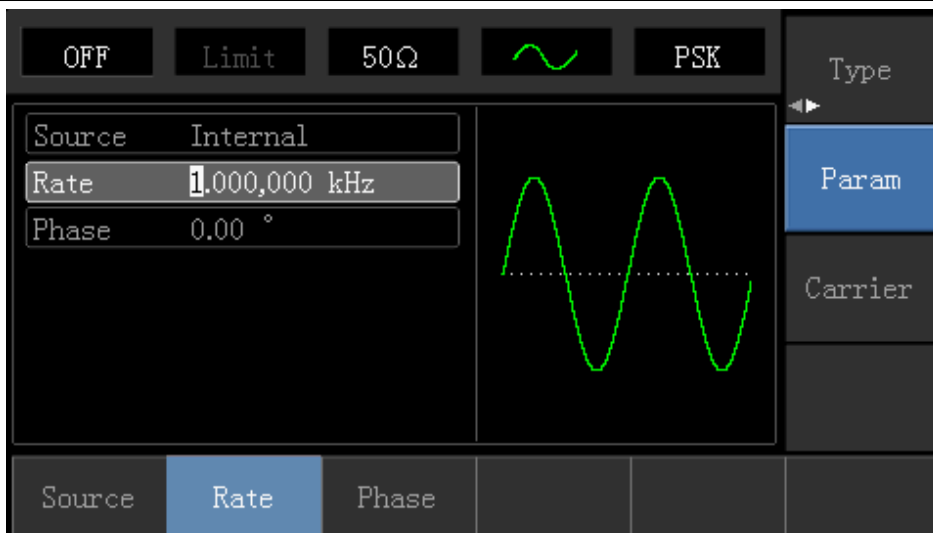 OFF Limit 50Ω PSK
Type
Source Internal
Rate 1.000,000 kHz
Phase 0.00 °
Param
Carrier
Source Rate Phase